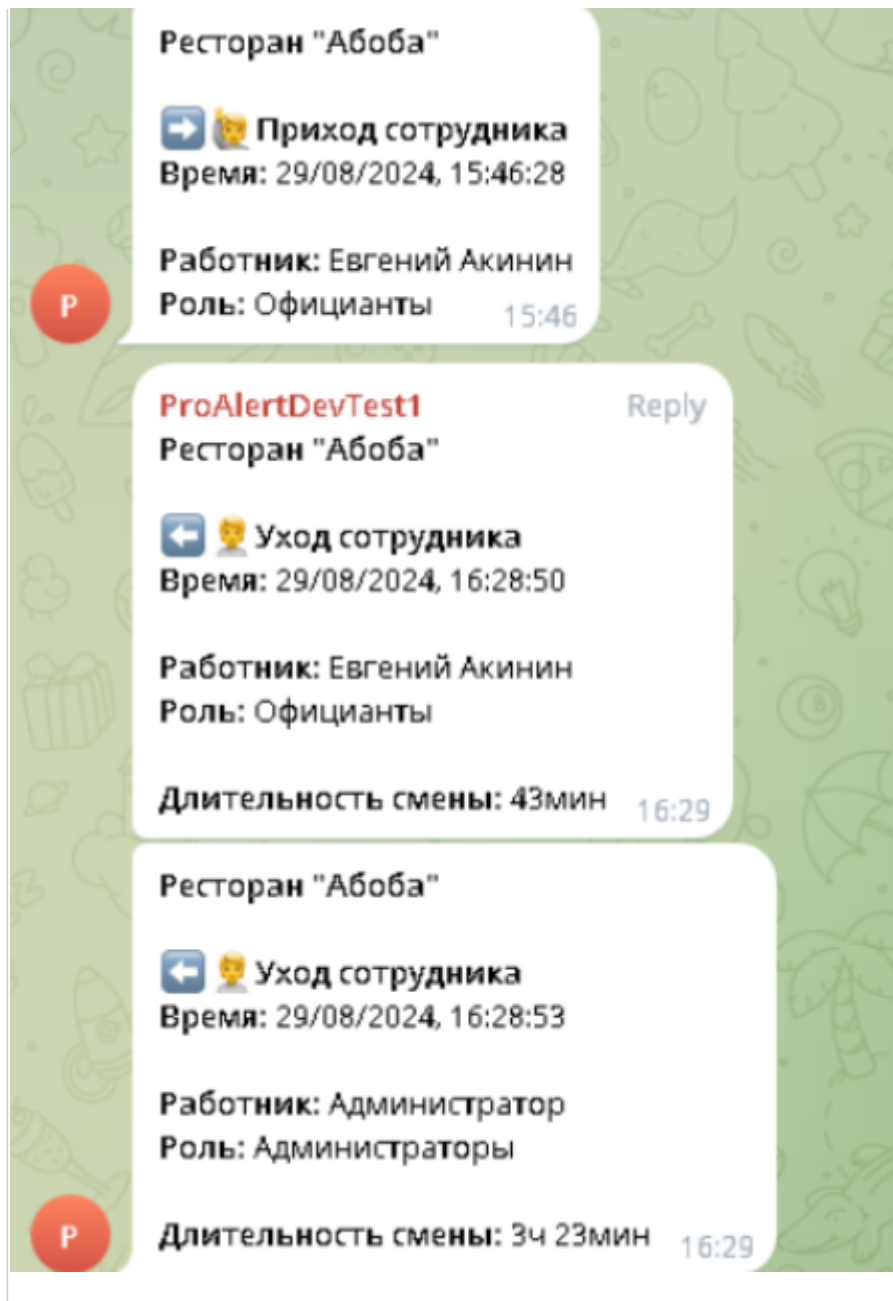 Ресторан "Абоба"
➡️🙋‍♂️ Приход сотрудника
Время: 29/08/2024, 15:46:28
Работник: Евгений Акинин
Роль: Официанты
15:46
P
ProAlertDevTest1
Reply
Ресторан "Абоба"
⬅️💆‍♂️ Уход сотрудника
Время: 29/08/2024, 16:28:50
Работник: Евгений Акинин
Роль: Официанты
Длительность смены: 43мин
16:29
Ресторан "Абоба"
⬅️💆‍♂️ Уход сотрудника
Время: 29/08/2024, 16:28:53
Работник: Администратор
Роль: Администраторы
Длительность смены: 3ч 23мин
16:29
P